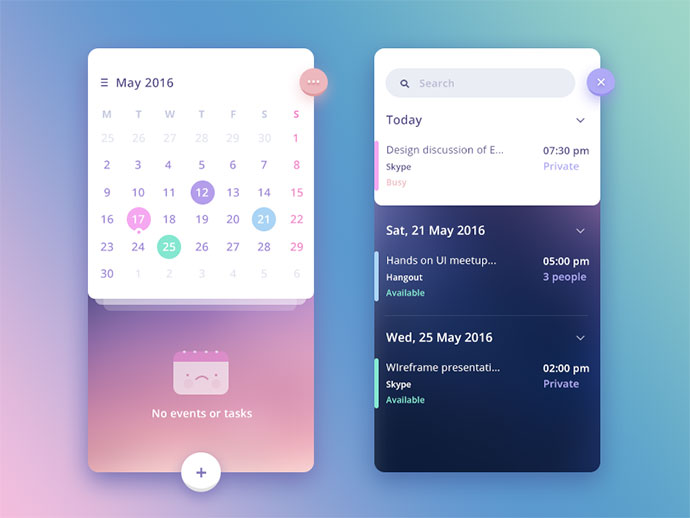 May 2016
M T W T F S S
25 26 27 28 29 30 1
2 3 4 5 6 7 8
9 10 11 12 13 14 15
16 17 18 19 20 21 22
23 24 25 26 27 28 29
30 1 2 3 4 5 6
No events or tasks
+
Search
Today
Design discussion of E... 07:30 pm
Skype Private
Busy
Sat, 21 May 2016
Hands on UI meetup... 05:00 pm
Hangout 3 people
Available
Wed, 25 May 2016
WIreframe presentati... 02:00 pm
Skype Private
Available